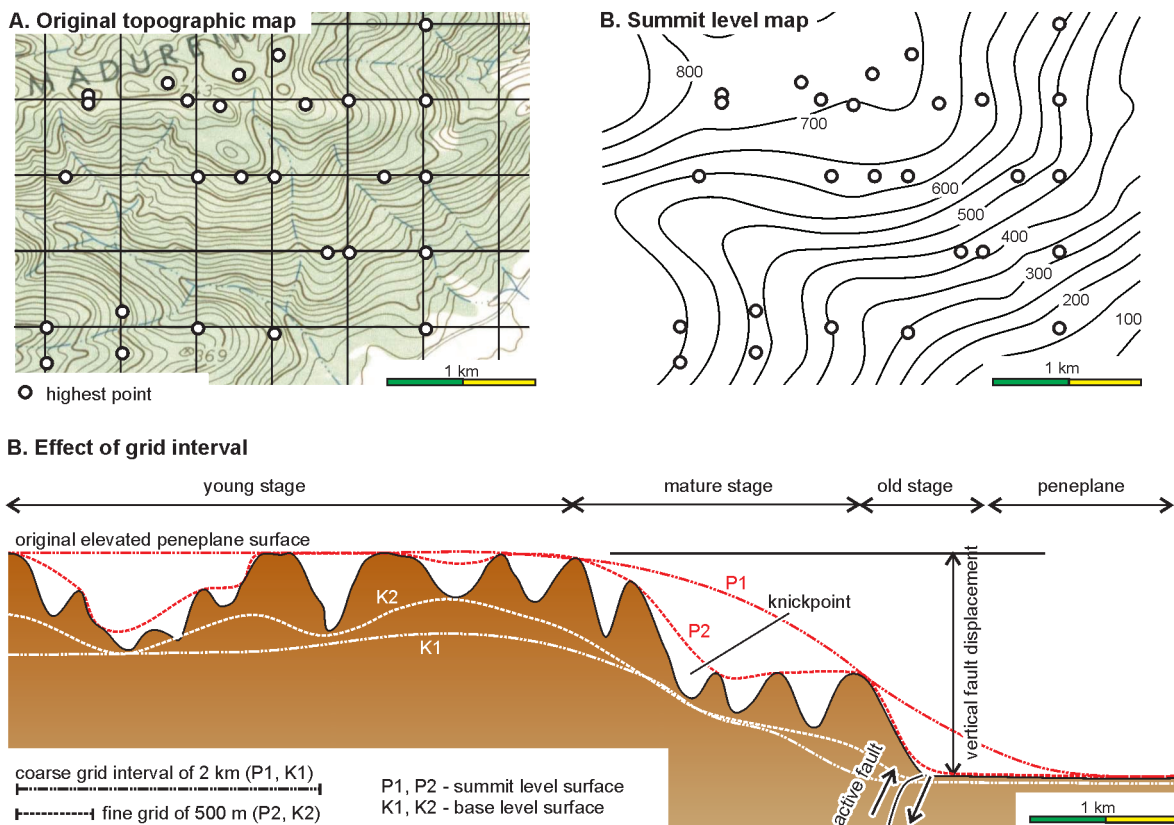 A. Original topographic map
MADUREIR
369
1 km
highest point
B. Summit level map
800
700
600
500
400
300
200
100
1 km
B. Effect of grid interval
young stage
mature stage
old stage
peneplane
original elevated peneplane surface
P1
knickpoint
K2
P2
K1
vertical fault displacement
active fault
coarse grid interval of 2 km (P1, K1)
fine grid of 500 m (P2, K2)
P1, P2 - summit level surface
K1, K2 - base level surface
1 km